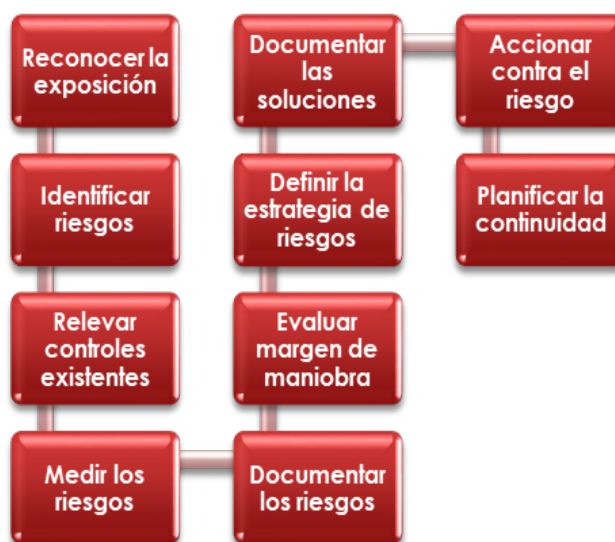 Reconocer la
exposición
Identificar
riesgos
Relevar
controles
existentes
Medir los
riesgos
Documentar
los riesgos
Evaluar
margen de
maniobra
Definir la
estrategia de
riesgos
Documentar
las
soluciones
Accionar
contra el
riesgo
Planificar la
continuidad